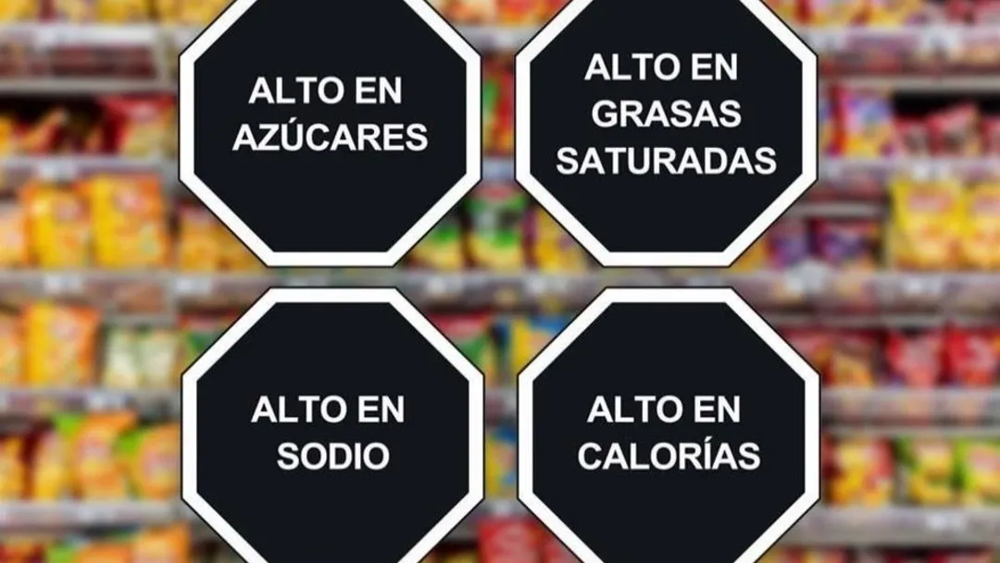 ALTO EN
AZÚCARES
ALTO EN
GRASAS
SATURADAS
ALTO EN
SODIO
ALTO EN
CALORÍAS